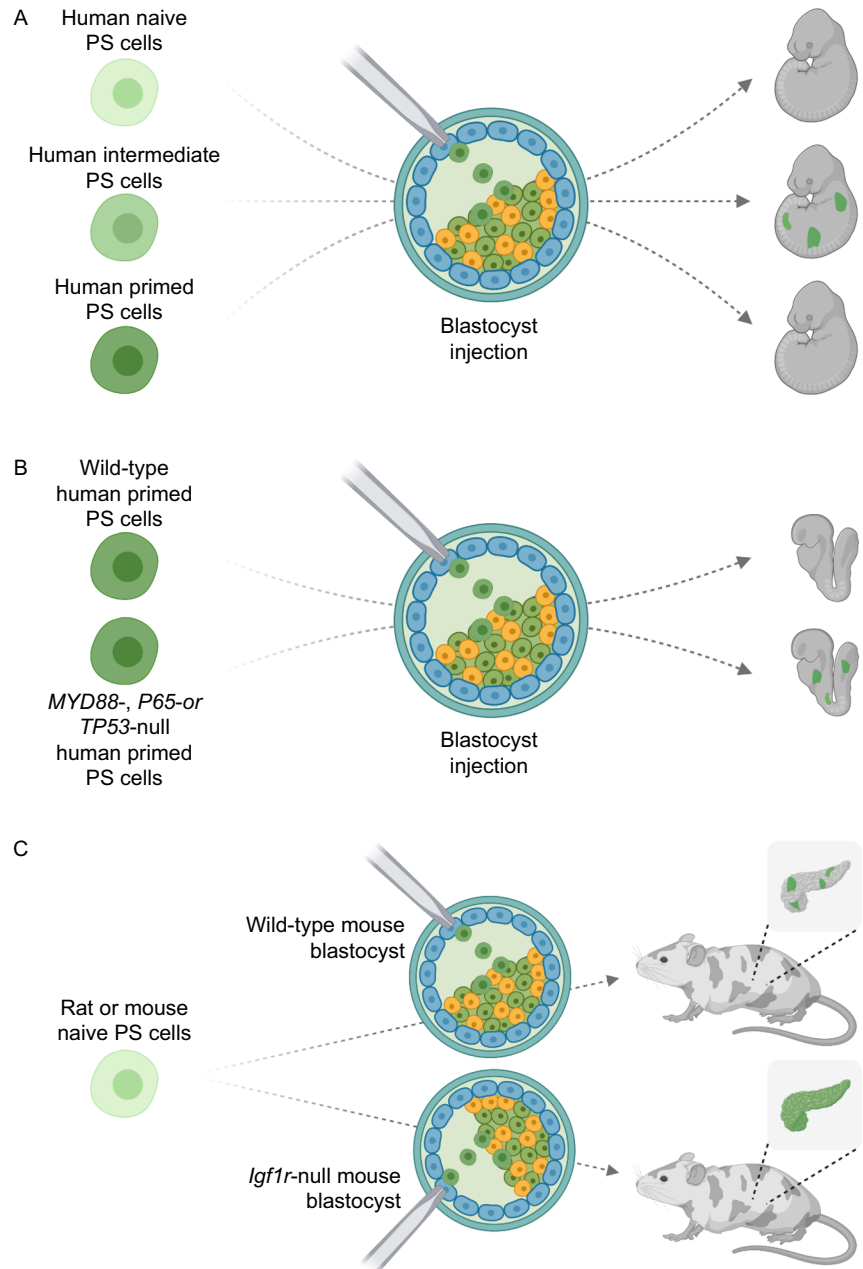 A
Human naive
PS cells
Human intermediate
PS cells
Human primed
PS cells
Blastocyst
injection
B
Wild-type
human primed
PS cells
MYD88-, P65-or
TP53-null
human primed
PS cells
Blastocyst
injection
C
Wild-type mouse
blastocyst
Rat or mouse
naive PS cells
Igf1r-null mouse
blastocyst